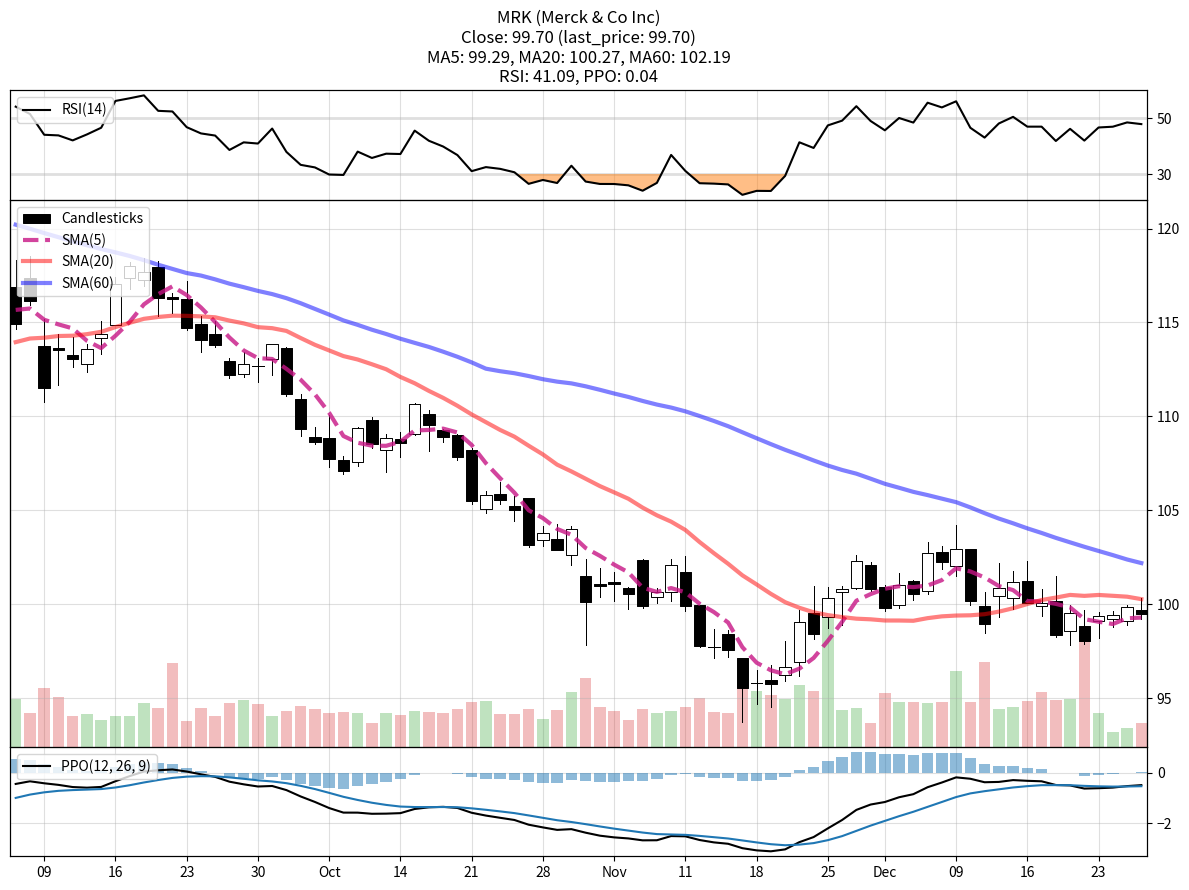 MRK (Merck & Co Inc)
Close: 99.70 (last_price: 99.70)
MA5: 99.29, MA20: 100.27, MA60: 102.19
RSI: 41.09, PPO: 0.04
RSI(14)
50
30
Candlesticks
SMA(5)
SMA(20)
SMA(60)
120
115
110
105
100
95
PPO(12, 26, 9)
0
−2
09 16 23 30 Oct 14 21 28 Nov 11 18 25 Dec 09 16 23